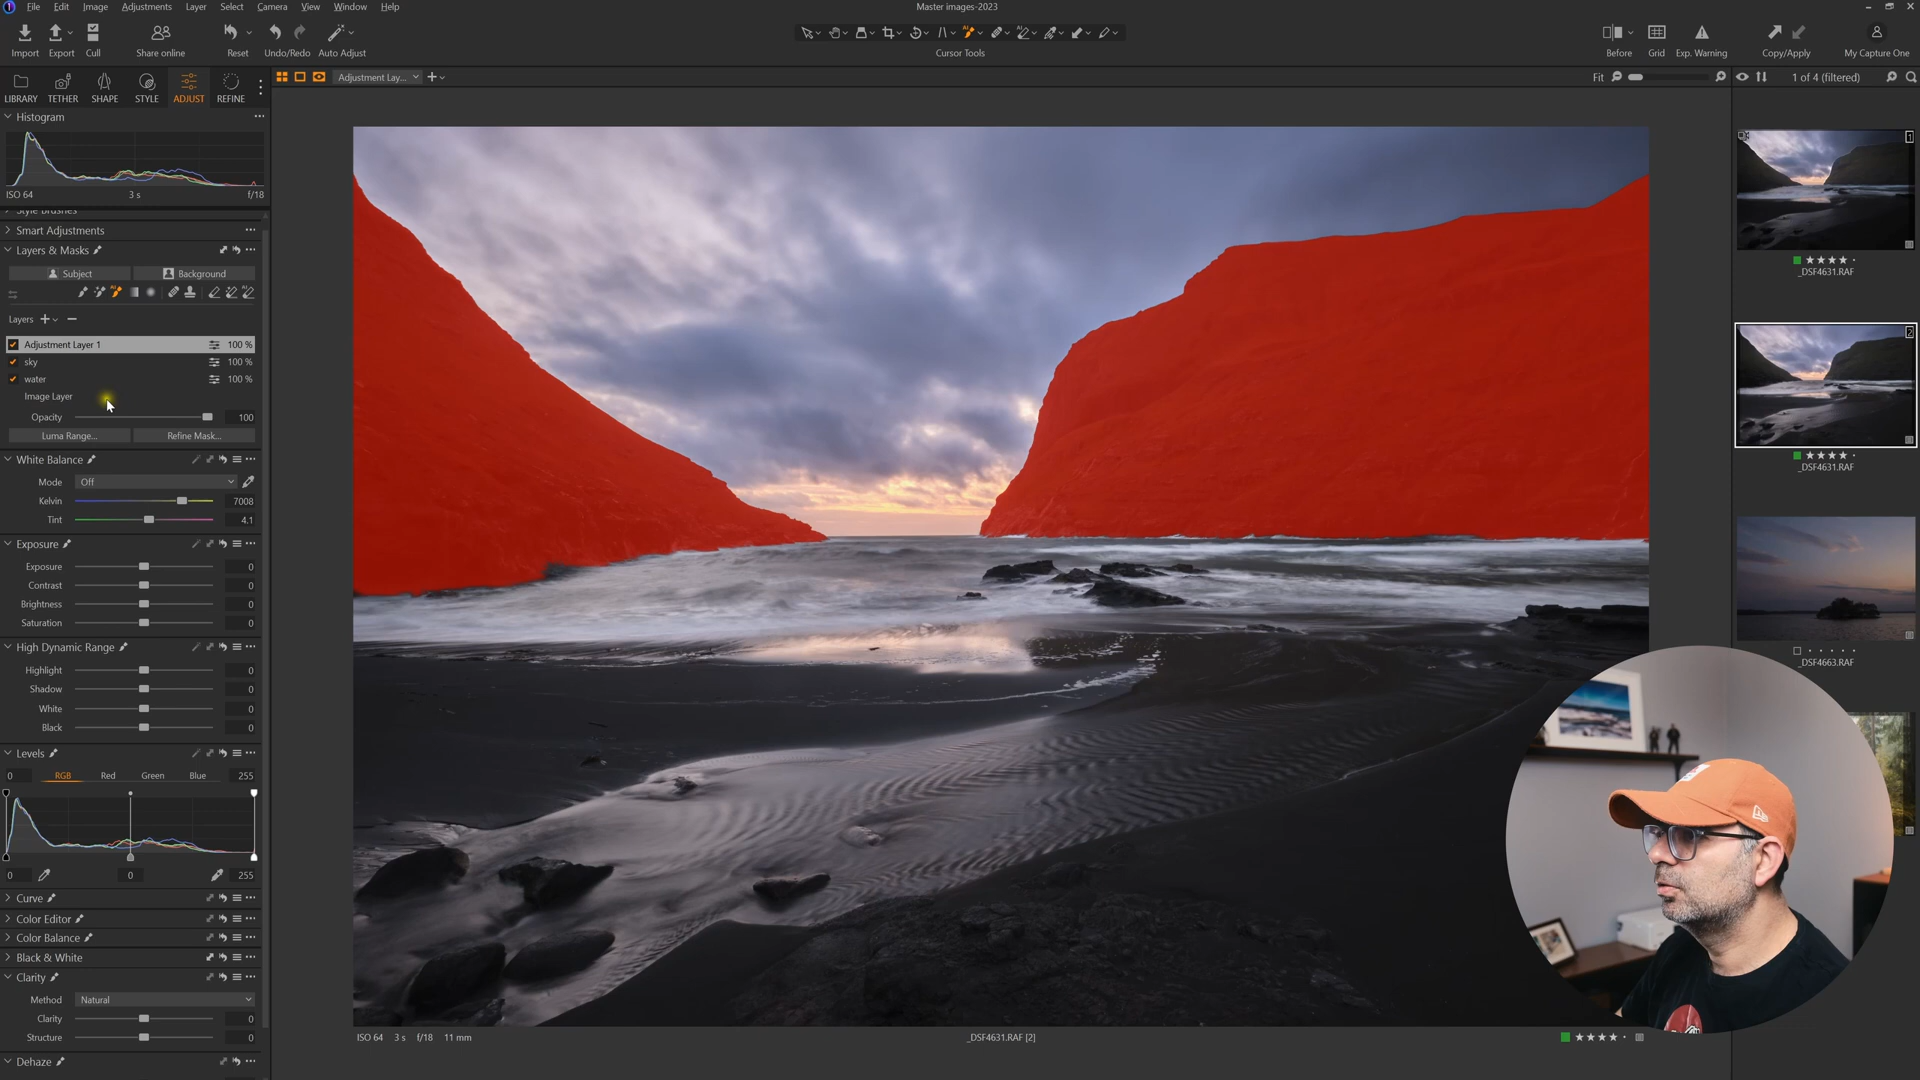 File Edit Image Adjustments Layer Select Camera View Window Help
Master images-2023
Import Export Cull Share online Reset Undo/Redo Auto Adjust
Cursor Tools
Before Grid Exp. Warning Copy/Apply My Capture One
LIBRARY TETHER SHAPE STYLE ADJUST REFINE
Adjustment Lay...
Fit
1 of 4 (filtered)
Histogram
ISO 64 3 s f/18
Style Brushes
Smart Adjustments
Layers & Masks
Subject Background
Layers
Adjustment Layer 1 100 %
sky 100 %
water 100 %
Image Layer
Opacity 100
Luma Range... Refine Mask...
White Balance
Mode Off
Kelvin 7008
Tint 4.1
Exposure
Exposure 0
Contrast 0
Brightness 0
Saturation 0
High Dynamic Range
Highlight 0
Shadow 0
White 0
Black 0
Levels
0 RGB Red Green Blue 255
0 0 255
Curve
Color Editor
Color Balance
Black & White
Clarity
Method Natural
Clarity 0
Structure 0
Dehaze
ISO 64 3 s f/18 11 mm
_DSF4631.RAF [2]
1
_DSF4631.RAF
2
_DSF4631.RAF
_DSF4663.RAF